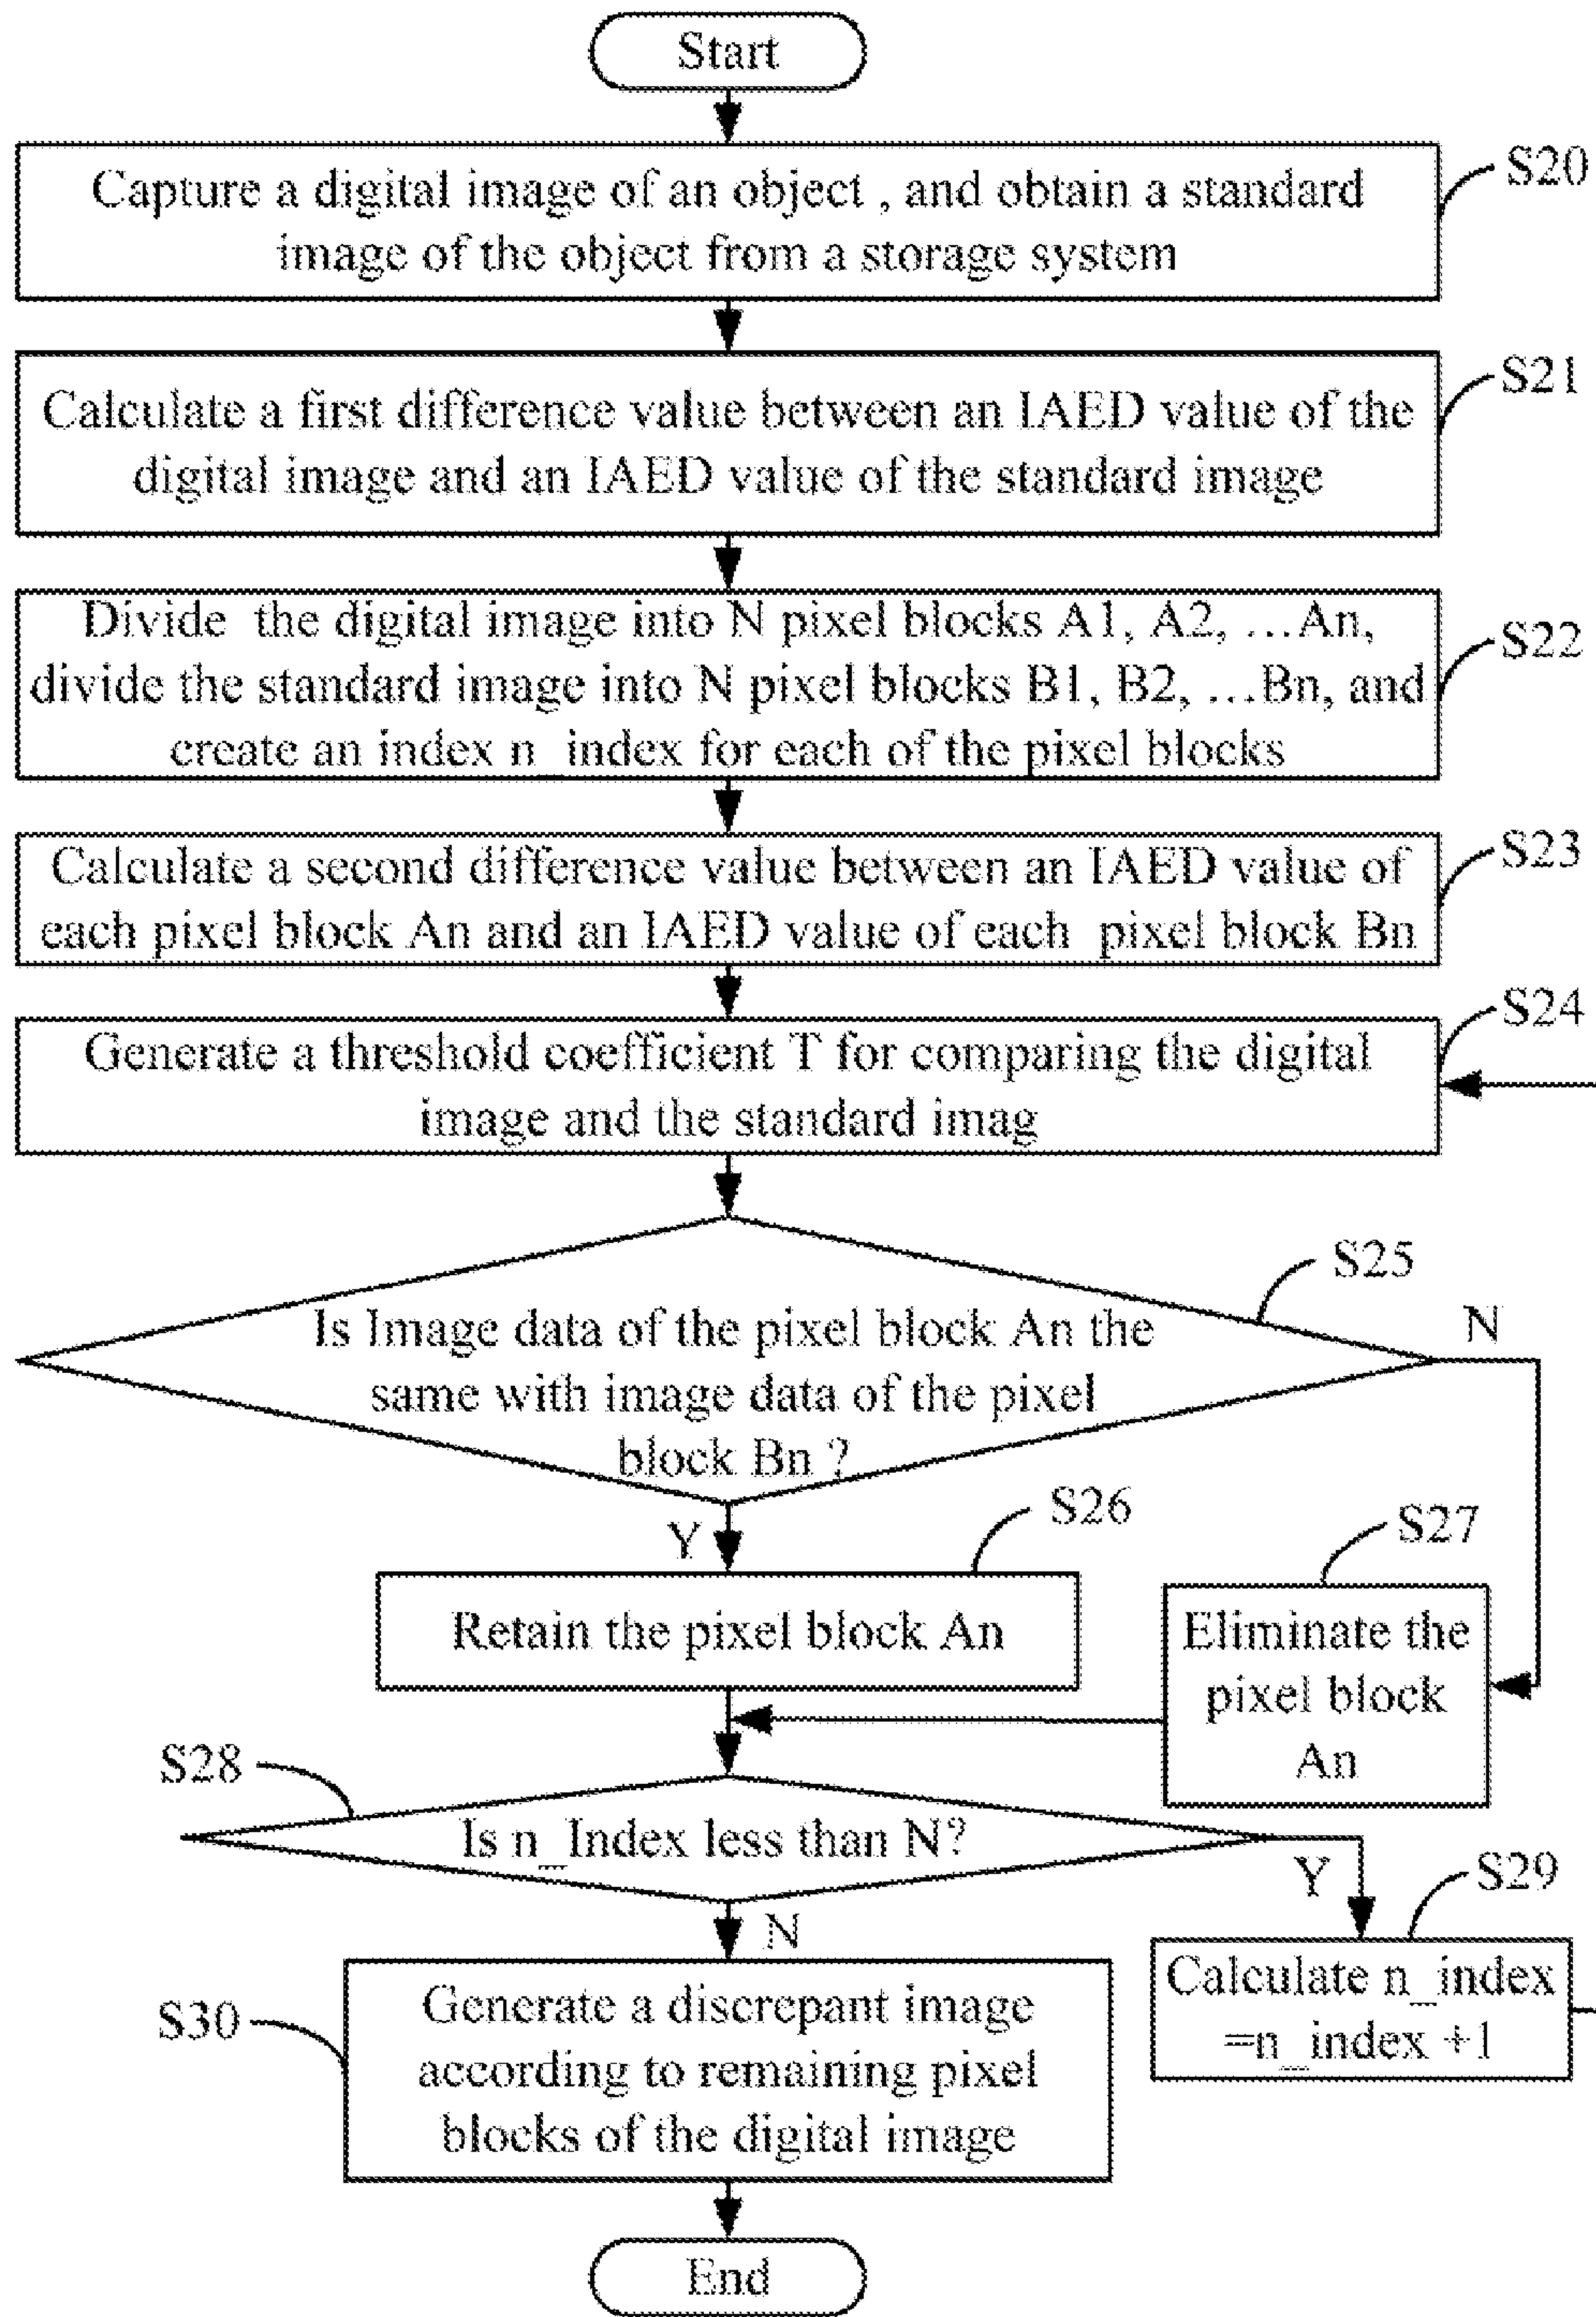 Start
Capture a digital image of an object , and obtain a standard
image of the object from a storage system
S20
Calculate a first difference value between an IAED value of the
digital image and an IAED value of the standard image
S21
Divide the digital image into N pixel blocks A1, A2, ...An,
divide the standard image into N pixel blocks B1, B2, ...Bn, and
create an index n_index for each of the pixel blocks
S22
Calculate a second difference value between an IAED value of
each pixel block An and an IAED value of each pixel block Bn
S23
Generate a threshold coefficient T for comparing the digital
image and the standard imag
S24
Is Image data of the pixel block An the
same with image data of the pixel
block Bn ?
S25
N
Y
Retain the pixel block An
S26
Eliminate the
pixel block
An
S27
Is n_Index less than N?
S28
Y
N
Calculate n_index
=n_index +1
S29
Generate a discrepant image
according to remaining pixel
blocks of the digital image
S30
End